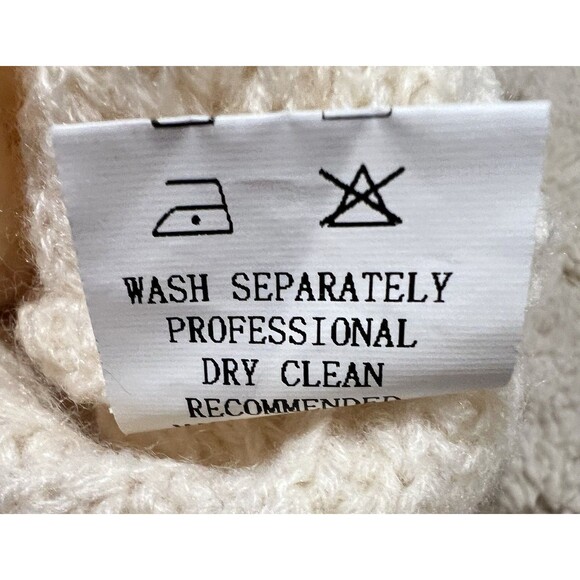 WASH SEPARATELY
PROFESSIONAL
DRY CLEAN
RECOMMENDED